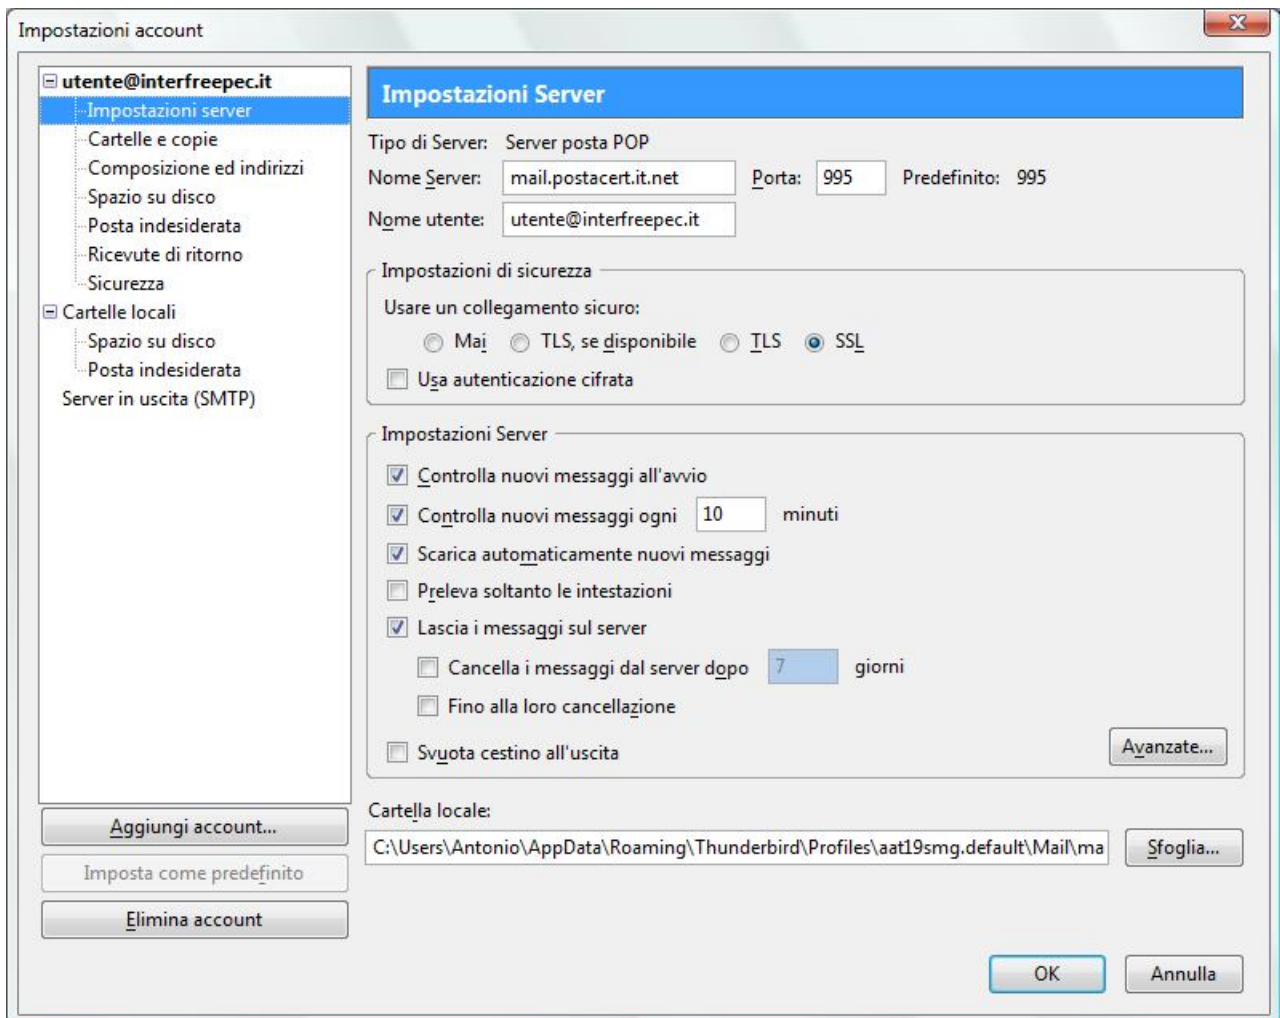 Impostazioni account
utente@interfreepec.it
Impostazioni server
Cartelle e copie
Composizione ed indirizzi
Spazio su disco
Posta indesiderata
Ricevute di ritorno
Sicurezza
Cartelle locali
Spazio su disco
Posta indesiderata
Server in uscita (SMTP)
Aggiungi account...
Imposta come predefinito
Elimina account
Impostazioni Server
Tipo di Server: Server posta POP
Nome Server: mail.postacert.it.net Porta: 995 Predefinito: 995
Nome utente: utente@interfreepec.it
Impostazioni di sicurezza
Usare un collegamento sicuro:
Mai TLS, se disponibile TLS SSL
Usa autenticazione cifrata
Impostazioni Server
Controlla nuovi messaggi all'avvio
Controlla nuovi messaggi ogni 10 minuti
Scarica automaticamente nuovi messaggi
Preleva soltanto le intestazioni
Lascia i messaggi sul server
Cancella i messaggi dal server dopo 7 giorni
Fino alla loro cancellazione
Svuota cestino all'uscita
Avanzate...
Cartella locale:
C:\Users\Antonio\AppData\Roaming\Thunderbird\Profiles\aat19smg.default\Mail\ma Sfoglia...
OK Annulla